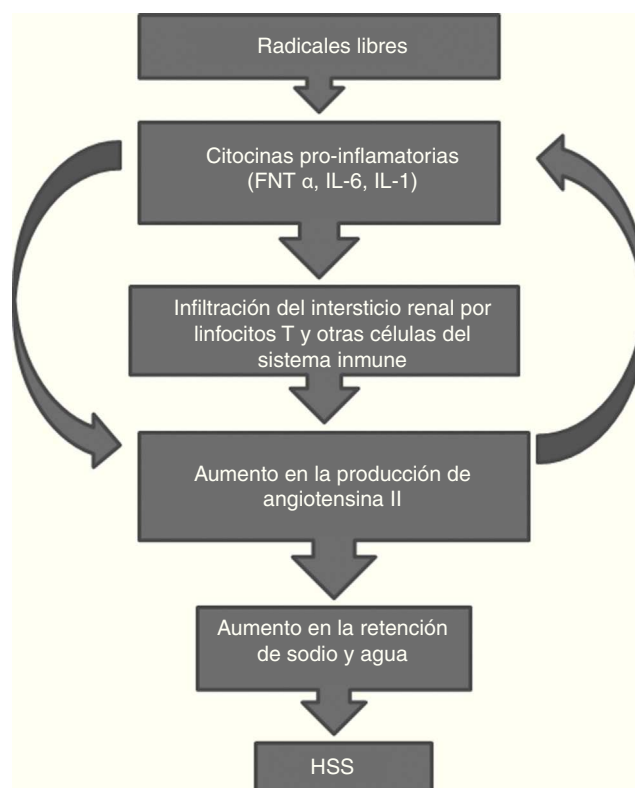 Radicales libres
Citocinas pro-inflamatorias
(FNT α, IL-6, IL-1)
Infiltración del intersticio renal por
linfocitos T y otras células del
sistema inmune
Aumento en la producción de
angiotensina II
Aumento en la retención
de sodio y agua
HSS